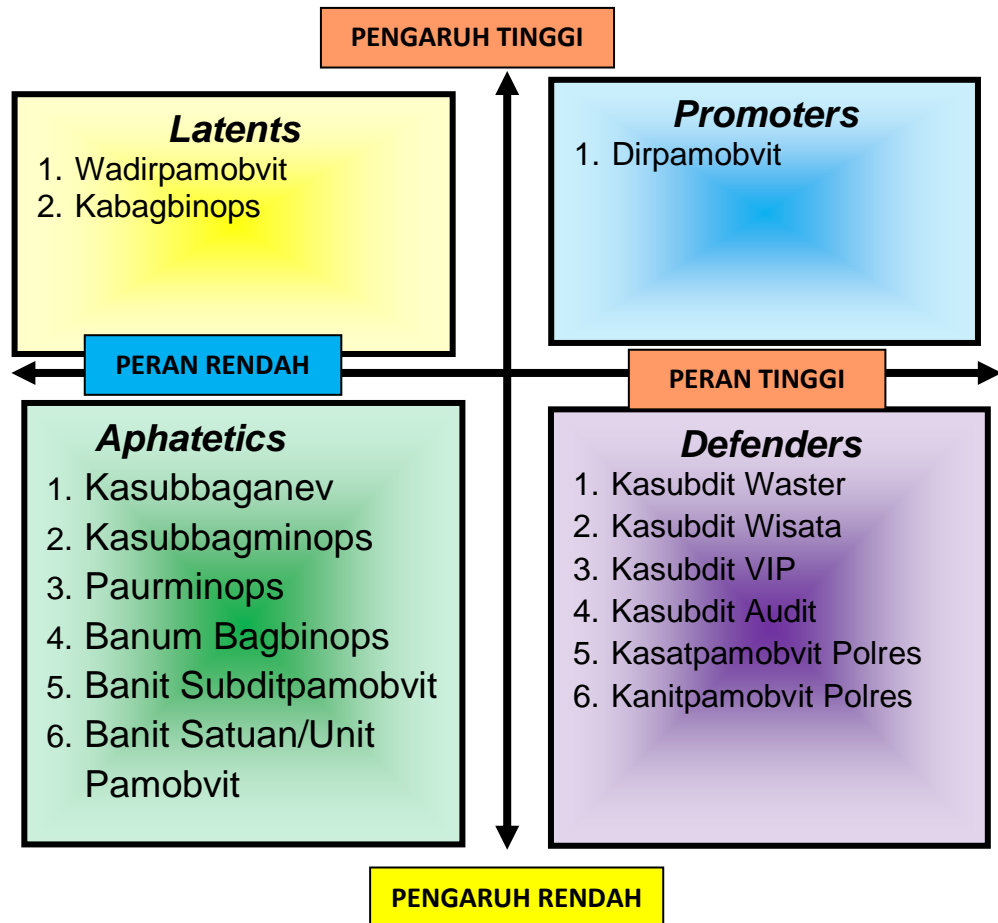 PENGARUH TINGGI
Latents
1. Wadirpamobvit
2. Kabagbinops
Promoters
1. Dirpamobvit
PERAN RENDAH
PERAN TINGGI
Aphatetics
1. Kasubbaganev
2. Kasubbagminops
3. Paurminops
4. Banum Bagbinops
5. Banit Subditpamobvit
6. Banit Satuan/Unit
Pamobvit
Defenders
1. Kasubdit Waster
2. Kasubdit Wisata
3. Kasubdit VIP
4. Kasubdit Audit
5. Kasatpamobvit Polres
6. Kanitpamobvit Polres
PENGARUH RENDAH